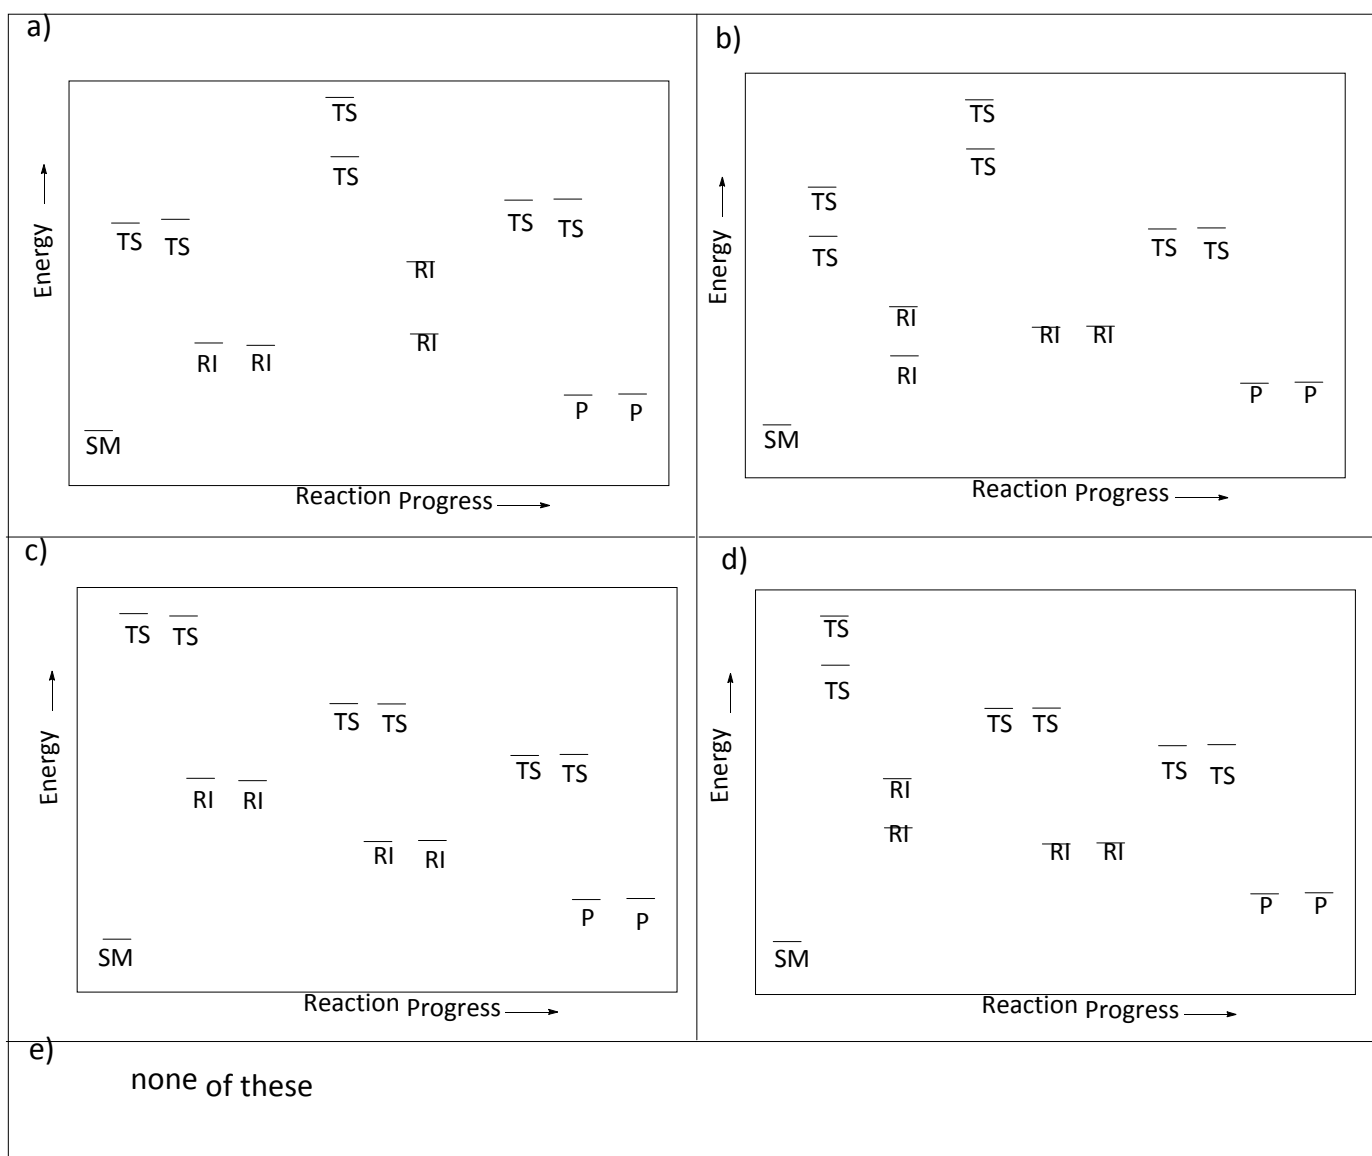 a)
TS
TS
TS TS
TS TS
RI
RI
RI RI
P P
SM
Energy
Reaction Progress
b)
TS
TS
TS
TS
TS TS
RI
RI RI
RI
P P
SM
Energy
Reaction Progress
c)
TS TS
TS TS
TS TS
RI RI
RI RI
P P
SM
Energy
Reaction Progress
d)
TS
TS
TS TS
TS TS
RI
RI
RI RI
P P
SM
Energy
Reaction Progress
e)
none of these